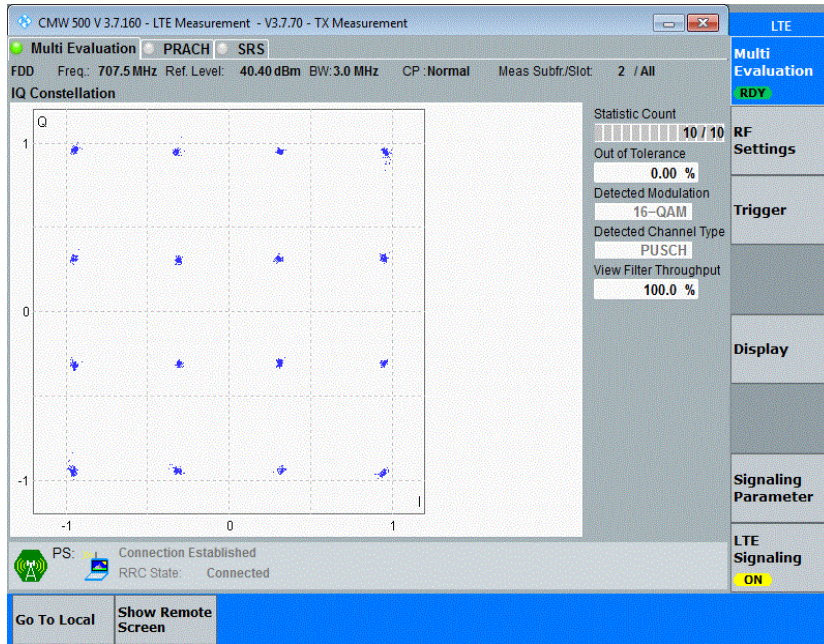 CMW 500 V 3.7.160 - LTE Measurement - V3.7.70 - TX Measurement
LTE
Multi Evaluation PRACH SRS
Multi
Evaluation
RDY
FDD Freq.: 707.5 MHz Ref. Level: 40.40 dBm BW: 3.0 MHz CP :Normal Meas Subfr./Slot: 2 / All
IQ Constellation
Q
1
0
-1
I
-1 0 1
Statistic Count
10 / 10
Out of Tolerance
0.00 %
Detected Modulation
16-QAM
Detected Channel Type
PUSCH
View Filter Throughput
100.0 %
RF
Settings
Trigger
Display
Signaling
Parameter
LTE
Signaling
ON
PS: Connection Established
RRC State: Connected
Go To Local
Show Remote
Screen